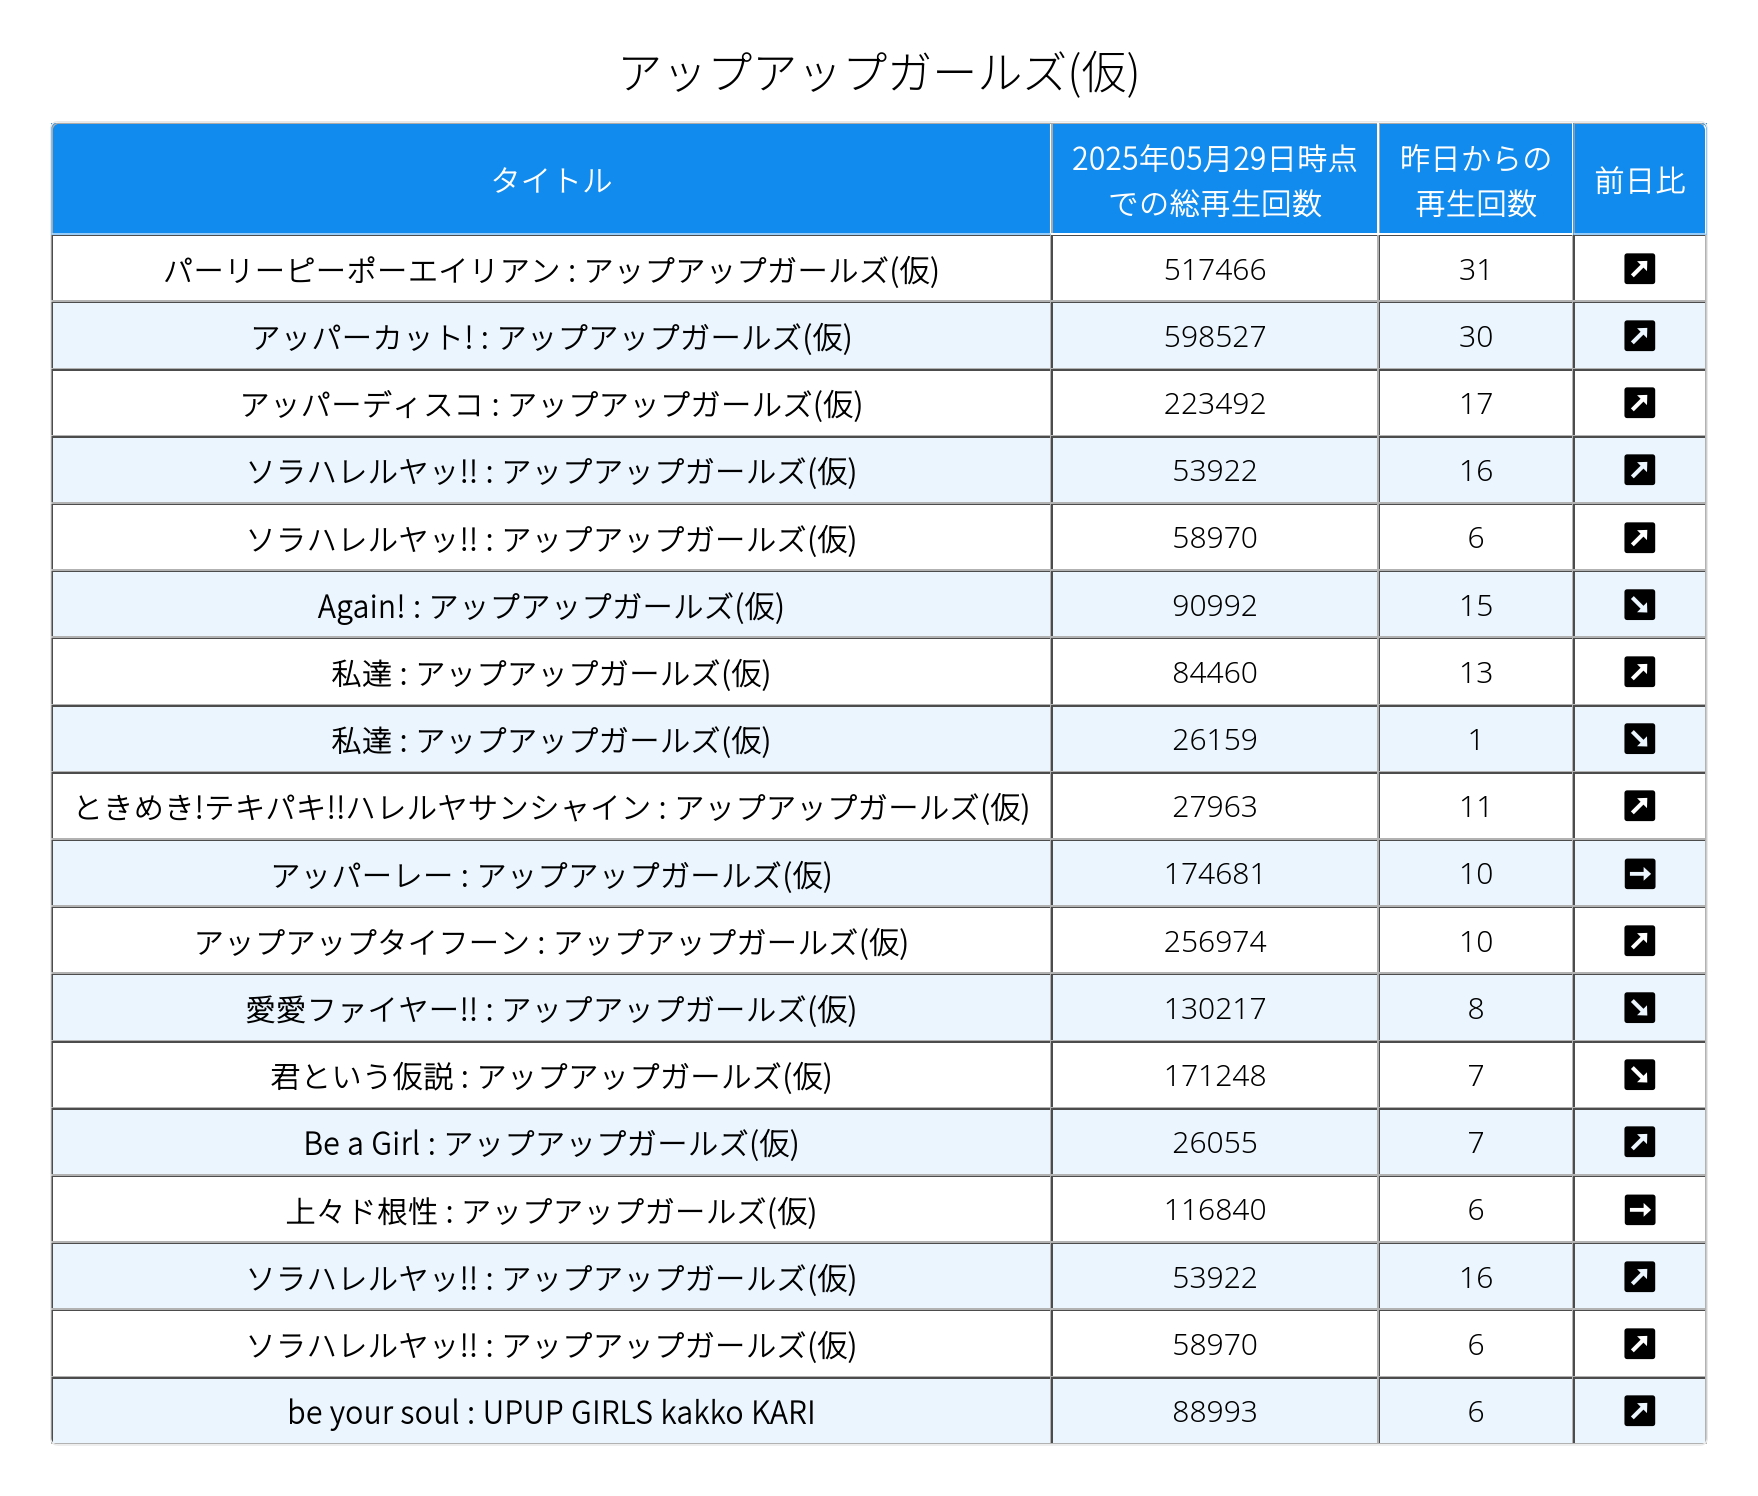 アップアップガールズ(仮)
タイトル
2025年05月29日時点
での総再生回数
昨日からの
再生回数
前日比
パーリーピーポーエイリアン : アップアップガールズ(仮) 517466 31 ↗
アッパーカット! : アップアップガールズ(仮) 598527 30 ↗
アッパーディスコ : アップアップガールズ(仮) 223492 17 ↗
ソラハレルヤッ!! : アップアップガールズ(仮) 53922 16 ↗
ソラハレルヤッ!! : アップアップガールズ(仮) 58970 6 ↗
Again! : アップアップガールズ(仮) 90992 15 ↘
私達 : アップアップガールズ(仮) 84460 13 ↗
私達 : アップアップガールズ(仮) 26159 1 ↘
ときめき!テキパキ!!ハレルヤサンシャイン : アップアップガールズ(仮) 27963 11 ↗
アッパーレー : アップアップガールズ(仮) 174681 10 →
アップアップタイフーン : アップアップガールズ(仮) 256974 10 ↗
愛愛ファイヤー!! : アップアップガールズ(仮) 130217 8 ↘
君という仮説 : アップアップガールズ(仮) 171248 7 ↘
Be a Girl : アップアップガールズ(仮) 26055 7 ↗
上々ド根性 : アップアップガールズ(仮) 116840 6 →
ソラハレルヤッ!! : アップアップガールズ(仮) 53922 16 ↗
ソラハレルヤッ!! : アップアップガールズ(仮) 58970 6 ↗
be your soul : UPUP GIRLS kakko KARI 88993 6 ↗